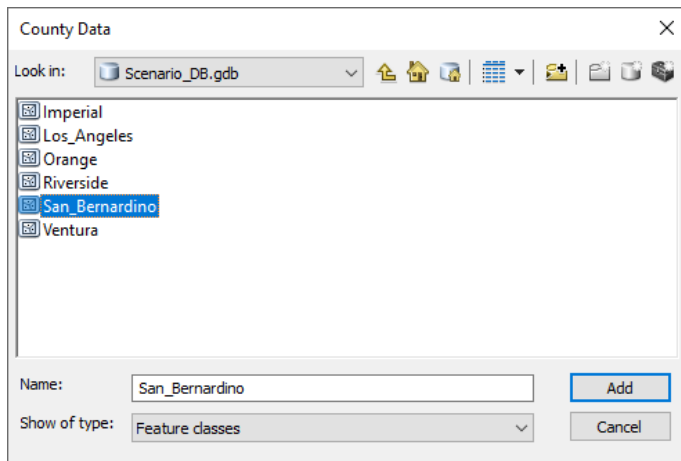 County Data
Look in: Scenario_DB.gdb
Imperial
Los_Angeles
Orange
Riverside
San_Bernardino
Ventura
Name: San_Bernardino Add
Show of type: Feature classes Cancel